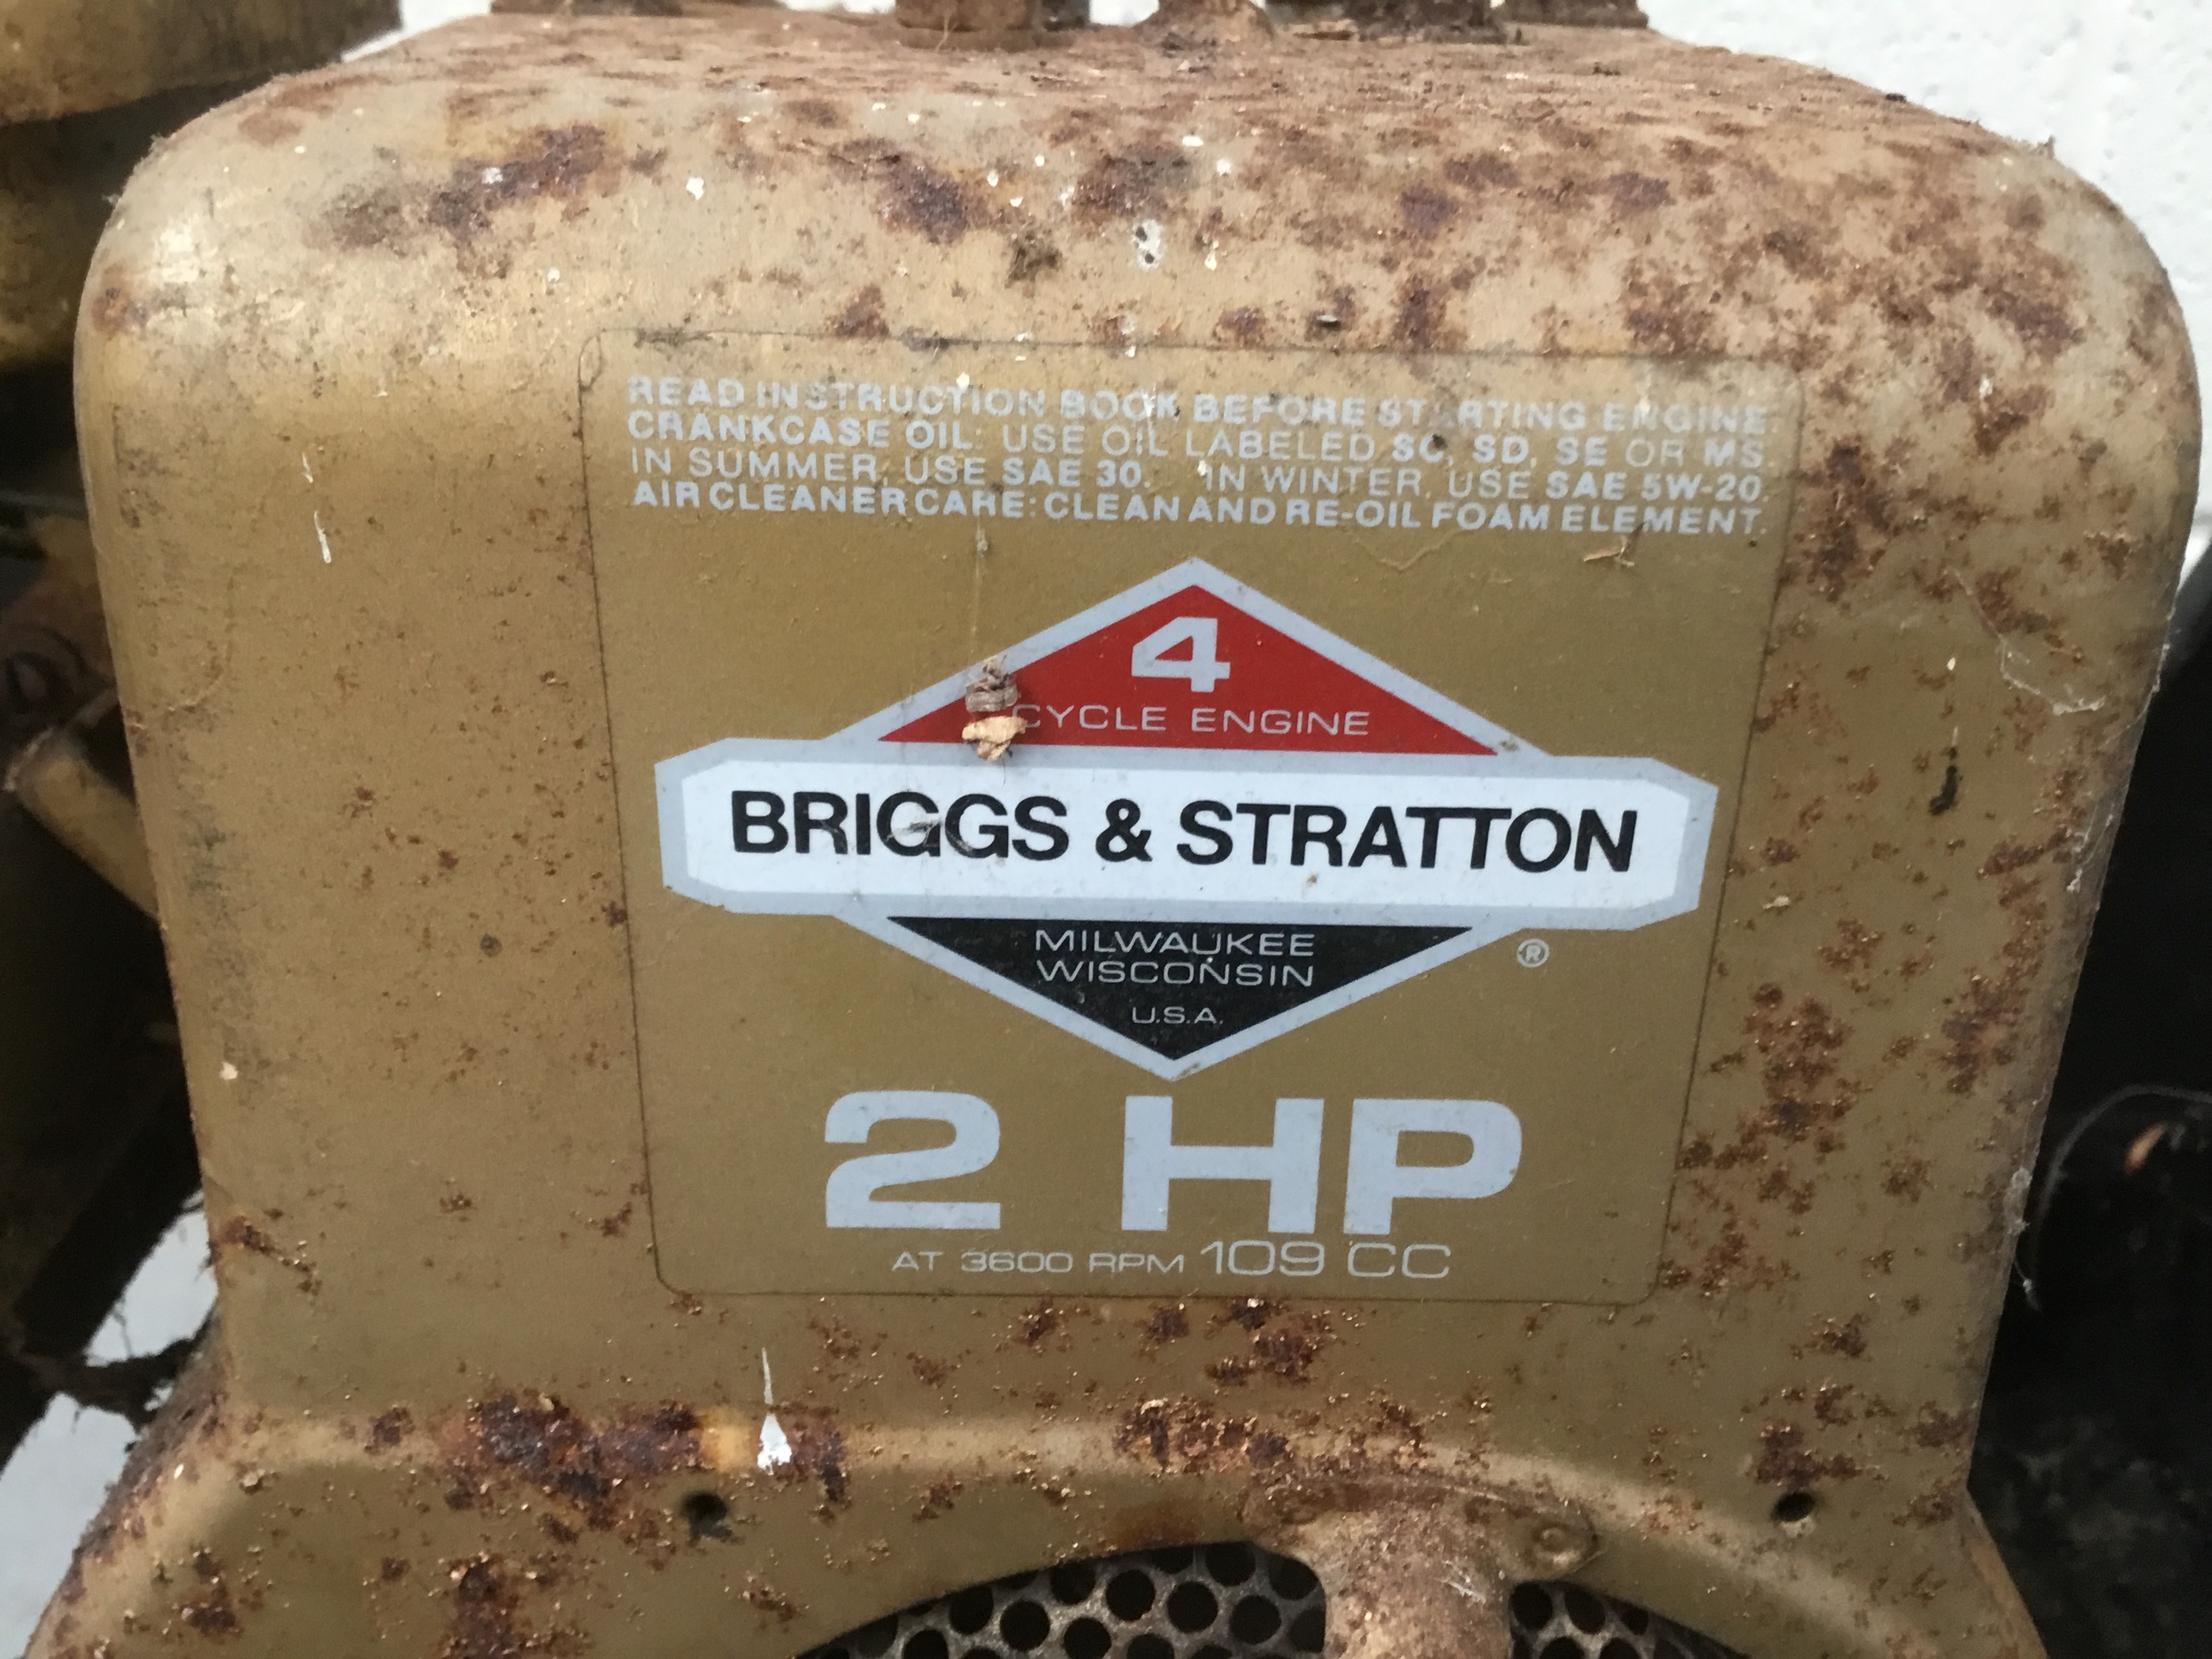 READ INSTRUCTION BOOK BEFORE STARTING ENGINE.
CRANKCASE OIL: USE OIL LABELED SC, SD, SE OR MS.
IN SUMMER, USE SAE 30. IN WINTER, USE SAE 5W-20.
AIR CLEANER CARE: CLEAN AND RE-OIL FOAM ELEMENT.
4
CYCLE ENGINE
BRIGGS & STRATTON
MILWAUKEE
WISCONSIN
U.S.A.
®
2 HP
AT 3600 RPM 109 CC